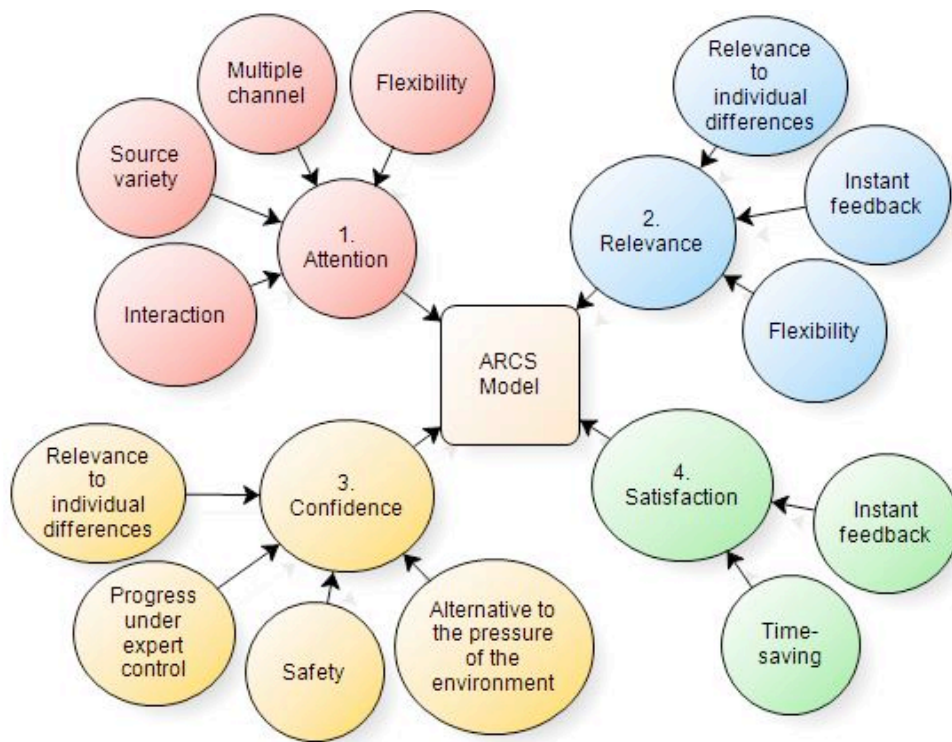 Multiple
channel
Flexibility
Source
variety
Interaction
1.
Attention
Relevance
to
individual
differences
Instant
feedback
Flexibility
2.
Relevance
ARCS
Model
Relevance
to
individual
differences
Progress
under
expert
control
Safety
Alternative to
the pressure
of the
environment
3.
Confidence
4.
Satisfaction
Instant
feedback
Time-
saving